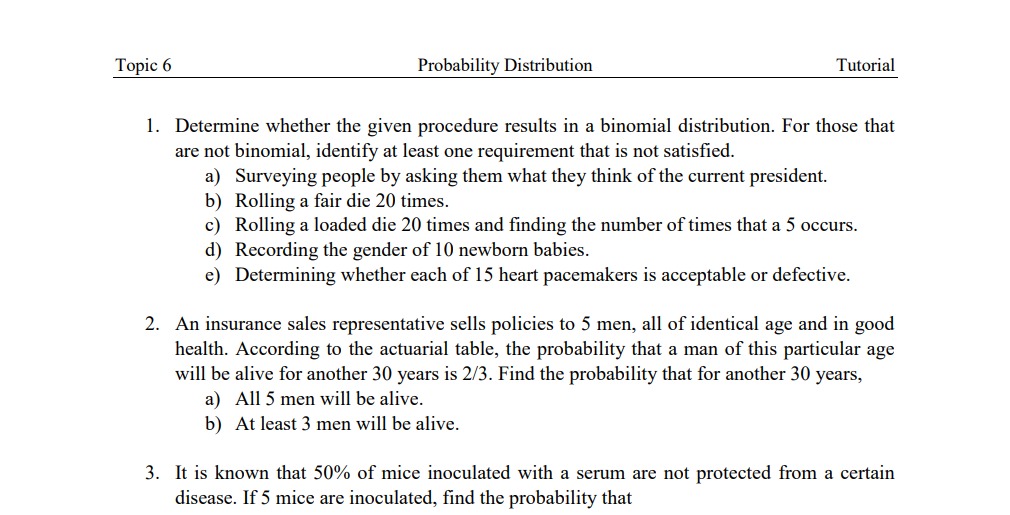 Topic 6 Probability Distribution Tutorial
1. Determine whether the given procedure results in a binomial distribution. For those that
are not binomial, identify at least one requirement that is not satisfied.
a) Surveying people by asking them what they think of the current president.
b) Rolling a fair die 20 times.
c) Rolling a loaded die 20 times and finding the number of times that a 5 occurs.
d) Recording the gender of 10 newborn babies.
e) Determining whether each of 15 heart pacemakers is acceptable or defective.
2. An insurance sales representative sells policies to 5 men, all of identical age and in good
health. According to the actuarial table, the probability that a man of this particular age
will be alive for another 30 years is 2/3. Find the probability that for another 30 years,
a) All 5 men will be alive.
b) At least 3 men will be alive.
3. It is known that 50% of mice inoculated with a serum are not protected from a certain
disease. If 5 mice are inoculated, find the probability that